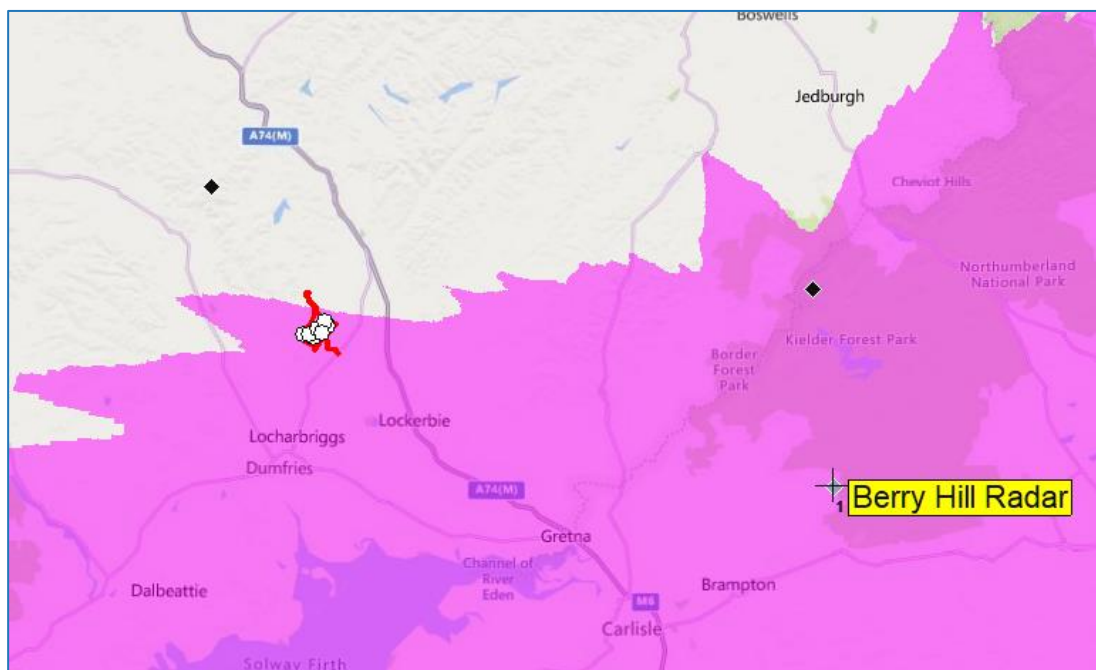 Boswells
Jedburgh
A74(M)
Cheviot Hills
Northumberland
National Park
Kielder Forest Park
Border
Forest
Park
Lockerbie
Locharbriggs
Dumfries
A74(M)
1
Berry Hill Radar
Gretna
Channel of
River
Eden
Dalbeattie
Brampton
M6
Carlisle
Solway Firth